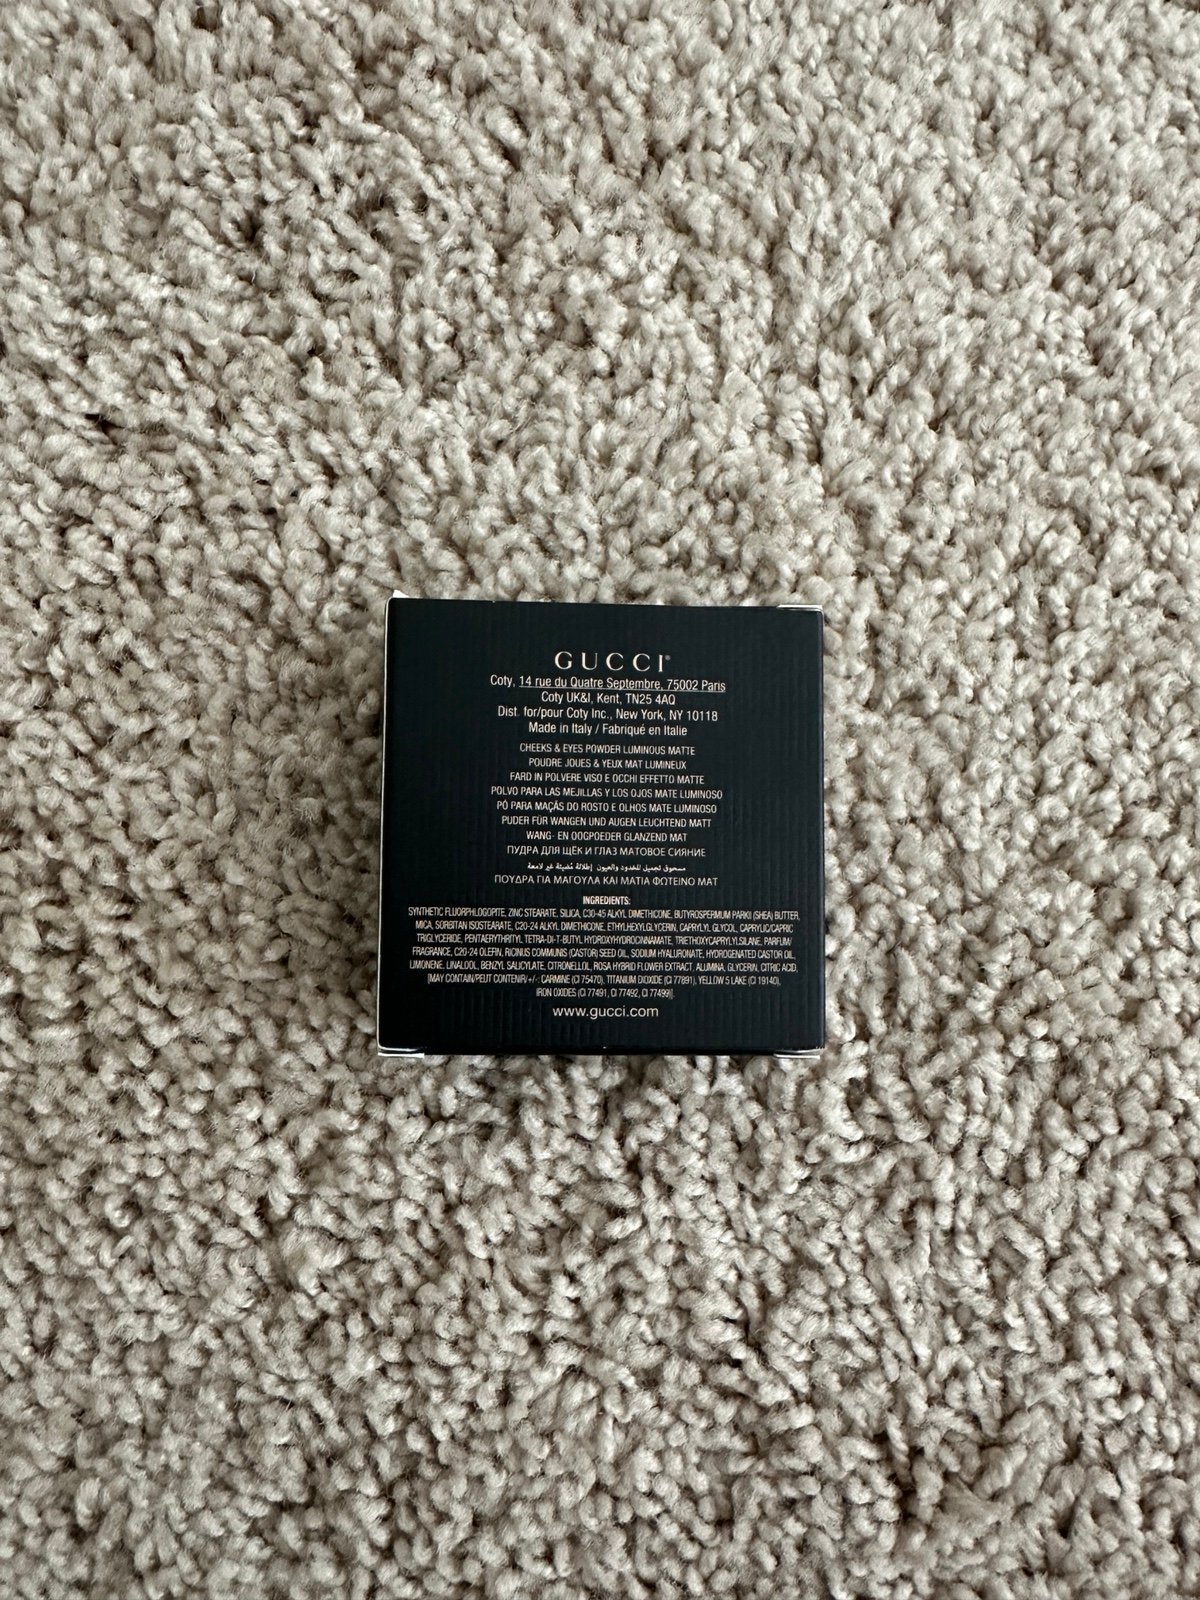 GUCCI®
Coty, 14 rue du Quatre Septembre, 75002 Paris
Coty UK&I, Kent, TN25 4AQ
Dist. for/pour Coty Inc., New York, NY 10118
Made in Italy / Fabriqué en Italie
CHEEKS & EYES POWDER LUMINOUS MATTE
POUDRE JOUES & YEUX MAT LUMINEUX
FARD IN POLVERE VISO E OCCHI EFFETTO MATTE
POLVO PARA LAS MEJILLAS Y LOS OJOS MATE LUMINOSO
PÓ PARA MAÇÃS DO ROSTO E OLHOS MATE LUMINOSO
PUDER FÜR WANGEN UND AUGEN LEUCHTEND MATT
WANG- EN OOGPOEDER GLANZEND MAT
ПУДРА ДЛЯ ЩЕК И ГЛАЗ МАТОВОЕ СИЯНИЕ
مسحوق تجميل للخدود والعيون إطلالة مُضيئة غير لامعة
ΠΟΥΔΡΑ ΓΙΑ ΜΑΓΟΥΛΑ ΚΑΙ ΜΑΤΙΑ ΦΩΤΕΙΝΟ ΜΑΤ
INGREDIENTS:
SYNTHETIC FLUORPHLOGOPITE, ZINC STEARATE, SILICA, C30-45 ALKYL DIMETHICONE, BUTYROSPERMUM PARKII (SHEA) BUTTER,
MICA, SORBITAN ISOSTEARATE, C20-24 ALKYL DIMETHICONE, ETHYLHEXYLGLYCERIN, CAPRYLYL GLYCOL, CAPRYLIC/CAPRIC
TRIGLYCERIDE, PENTAERYTHRITYL TETRA-DI-T-BUTYL HYDROXYHYDROCINNAMATE, TRIETHOXYCAPRYLYLSILANE, PARFUM/
FRAGRANCE, C20-24 OLEFIN, RICINUS COMMUNIS (CASTOR) SEED OIL, SODIUM HYALURONATE, HYDROGENATED CASTOR OIL,
LIMONENE, LINALOOL, BENZYL SALICYLATE, CITRONELLOL, ROSA HYBRID FLOWER EXTRACT, ALUMINA, GLYCERIN, CITRIC ACID,
[MAY CONTAIN/PEUT CONTENIR/+/-: CARMINE (CI 75470), TITANIUM DIOXIDE (CI 77891), YELLOW 5 LAKE (CI 19140),
IRON OXIDES (CI 77491, CI 77492, CI 77499)].
www.gucci.com